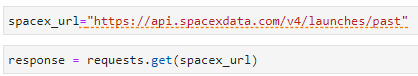 spacex_url="https://api.spacexdata.com/v4/launches/past"
response = requests.get(spacex_url)